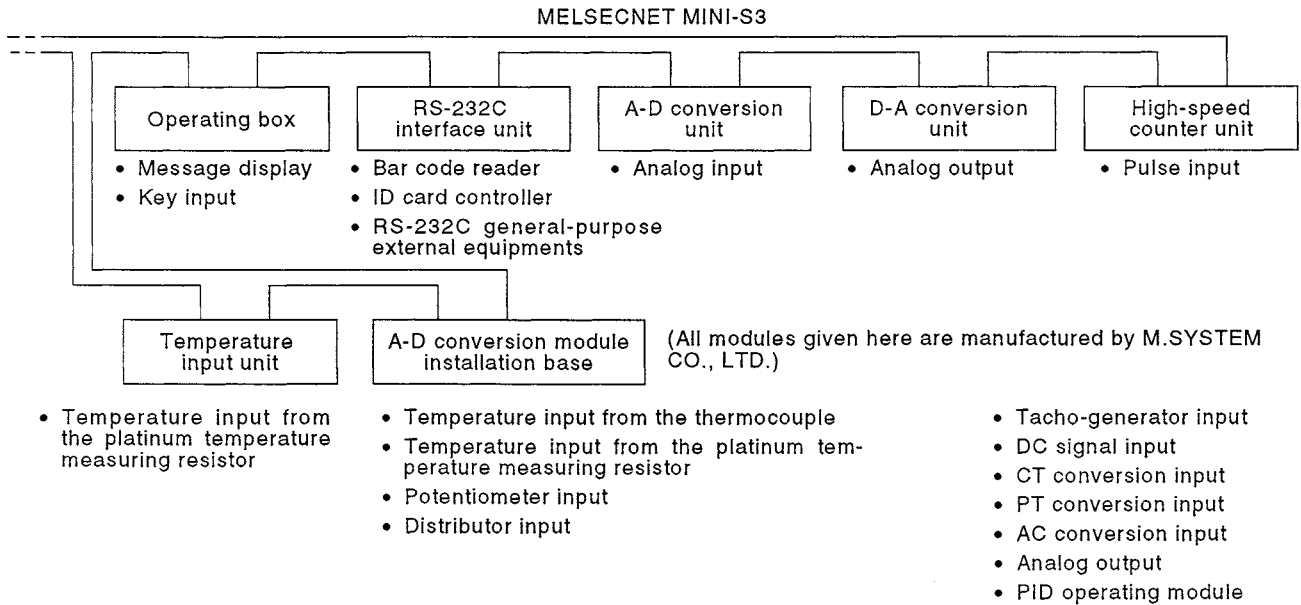 MELSECNET MINI-S3
Operating box
RS-232C
interface unit
A-D conversion
unit
D-A conversion
unit
High-speed
counter unit
• Message display
• Key input
• Bar code reader
• ID card controller
• RS-232C general-purpose
external equipments
• Analog input
• Analog output
• Pulse input
Temperature
input unit
A-D conversion module
installation base
(All modules given here are manufactured by M.SYSTEM
CO., LTD.)
• Temperature input from
the platinum temperature
measuring resistor
• Temperature input from the thermocouple
• Temperature input from the platinum tem-
perature measuring resistor
• Potentiometer input
• Distributor input
• Tacho-generator input
• DC signal input
• CT conversion input
• PT conversion input
• AC conversion input
• Analog output
• PID operating module